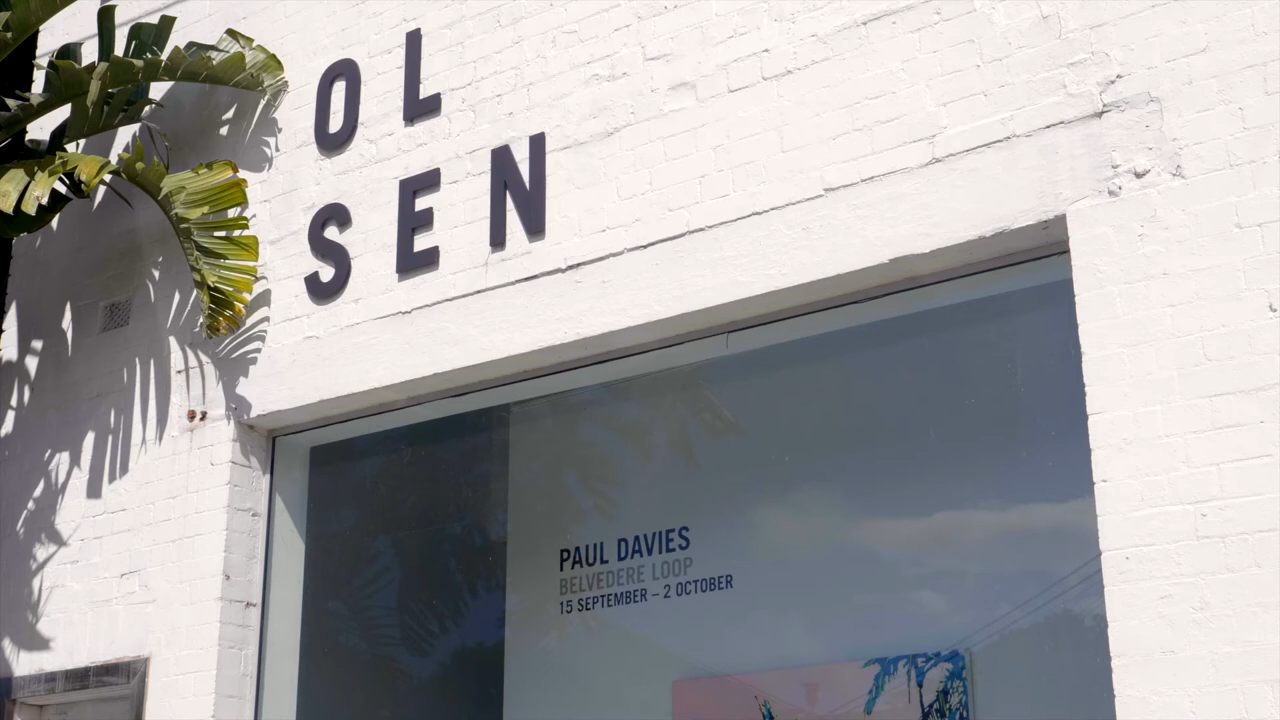 OL
SEN
PAUL DAVIES
BELVEDERE LOOP
15 SEPTEMBER – 2 OCTOBER